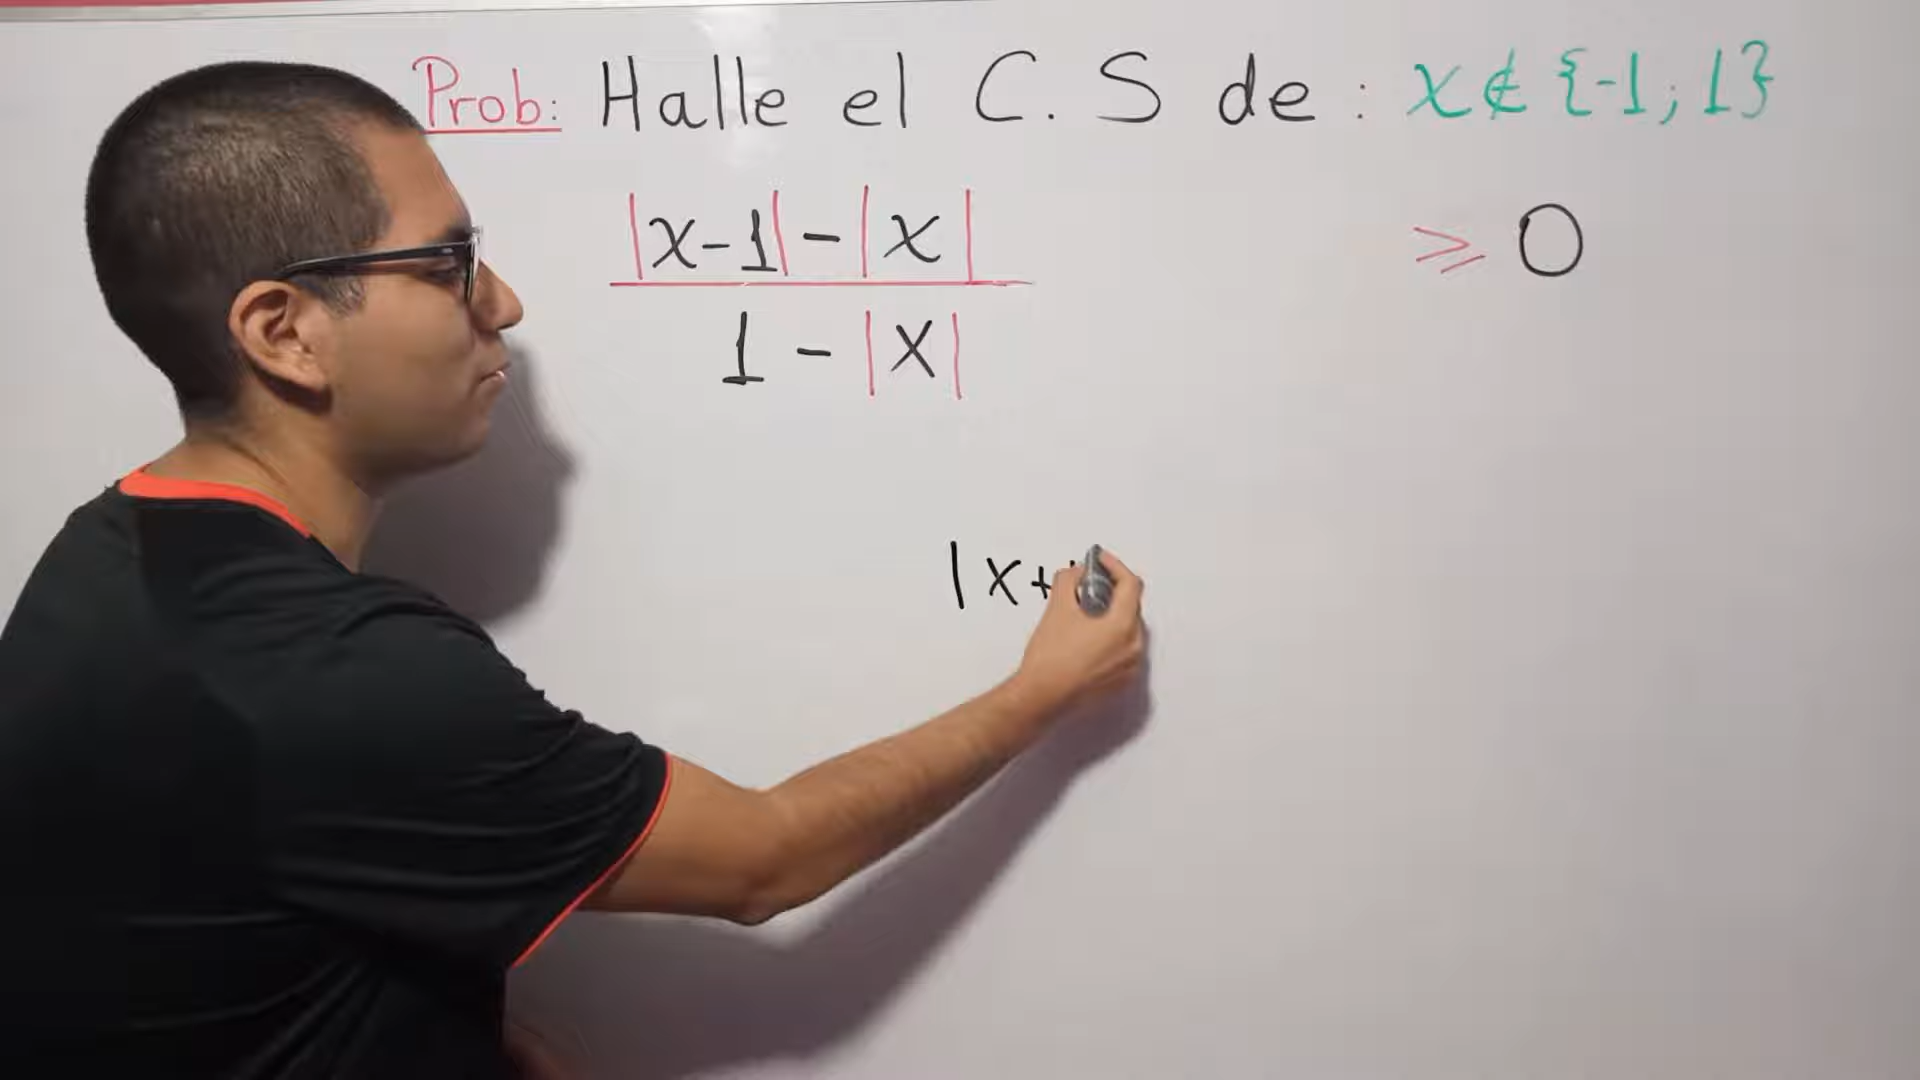 Prob: Halle el C.S de: x ∉ {-1; 1}
|x-1| - |x| ⩾ 0
1 - |x|
|x+